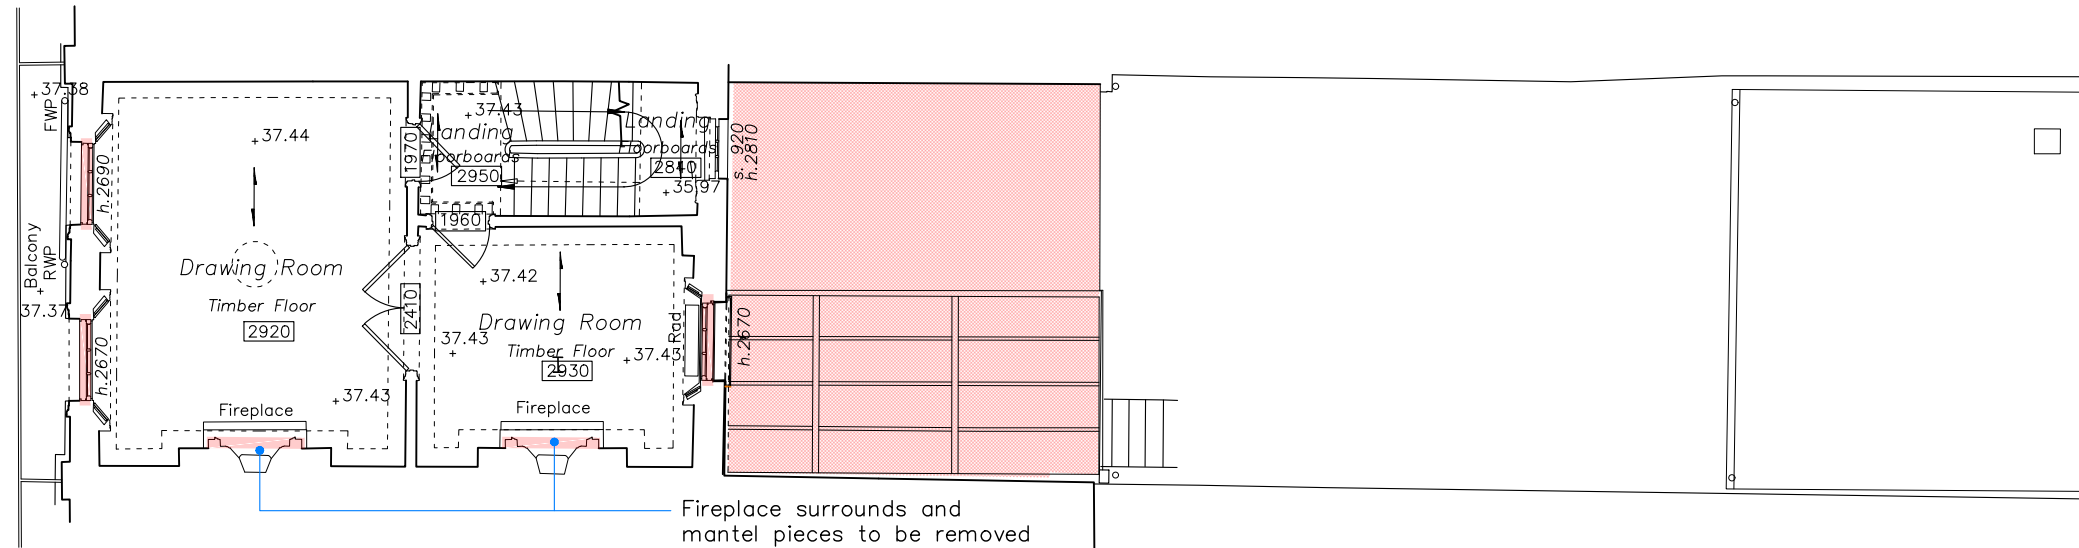 37.38
FWP
37.44
h.2690
Balcony
RWP
37.37
h.2670
Drawing Room
Timber Floor
2920
37.43
Fireplace
1970
2410
37.43
Landing
Floorboards
2950
1960
Landing
Floorboards
2840
35.97
s. 920
h.2810
37.42
37.43
Drawing Room
Timber Floor
2930
37.43
Rad
h.2670
Fireplace
Fireplace surrounds and
mantel pieces to be removed